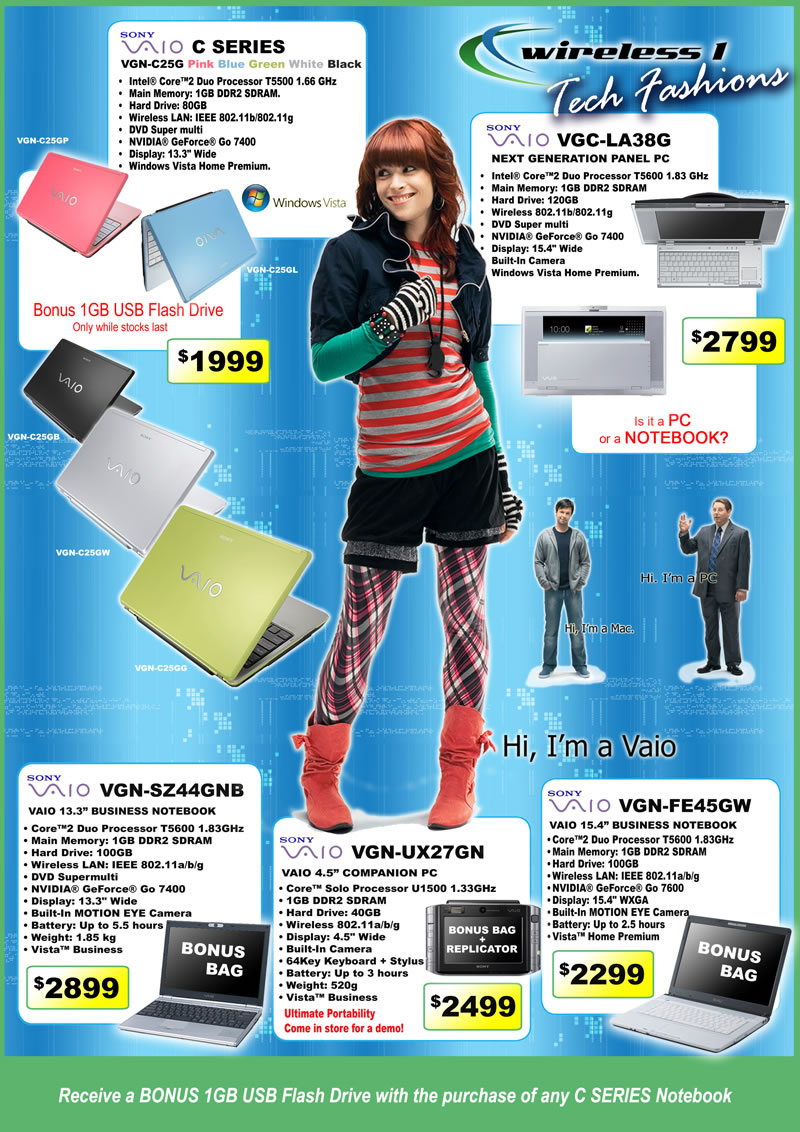 wireless 1
Tech Fashions
SONY
VAIO C SERIES
VGN-C25G Pink Blue Green White Black
• Intel® Core™2 Duo Processor T5500 1.66 GHz
• Main Memory: 1GB DDR2 SDRAM.
• Hard Drive: 80GB
• Wireless LAN: IEEE 802.11b/802.11g
• DVD Super multi
• NVIDIA® GeForce® Go 7400
• Display: 13.3" Wide
• Windows Vista Home Premium.
VGN-C25GP
VAIO
Windows Vista
VAIO
VGN-C25GL
Bonus 1GB USB Flash Drive
Only while stocks last
$1999
VAIO
VGN-C25GB
SONY
VAIO
VGN-C25GW
SONY
VAIO
VGN-C25GG
SONY
VAIO VGC-LA38G
NEXT GENERATION PANEL PC
• Intel® Core™2 Duo Processor T5600 1.83 GHz
• Main Memory: 1GB DDR2 SDRAM
• Hard Drive: 120GB
• Wireless 802.11b/802.11g
• DVD Super multi
• NVIDIA® GeForce® Go 7400
• Display: 15.4" Wide
Built-In Camera
Windows Vista Home Premium.
10:00
VAIO
$2799
Is it a PC
or a NOTEBOOK?
Hi. I'm a PC
Hi, I'm a Mac.
Hi, I'm a Vaio
SONY
VAIO VGN-SZ44GNB
VAIO 13.3” BUSINESS NOTEBOOK
• Core™2 Duo Processor T5600 1.83GHz
• Main Memory: 1GB DDR2 SDRAM
• Hard Drive: 100GB
• Wireless LAN: IEEE 802.11a/b/g
• DVD Supermulti
• NVIDIA® GeForce® Go 7400
• Display: 13.3" Wide
• Built-In MOTION EYE Camera
• Battery: Up to 5.5 hours
• Weight: 1.85 kg
• Vista™ Business
BONUS
BAG
$2899
SONY
VAIO VGN-UX27GN
VAIO 4.5” COMPANION PC
• Core™ Solo Processor U1500 1.33GHz
• 1GB DDR2 SDRAM
• Hard Drive: 40GB
• Wireless 802.11a/b/g
• Display: 4.5" Wide
• Built-In Camera
• 64Key Keyboard + Stylus
• Battery: Up to 3 hours
• Weight: 520g
• Vista™ Business
Ultimate Portability
Come in store for a demo!
VAIO
BONUS BAG
+
REPLICATOR
SONY
$2499
SONY
VAIO VGN-FE45GW
VAIO 15.4” BUSINESS NOTEBOOK
• Core™2 Duo Processor T5600 1.83GHz
• Main Memory: 1GB DDR2 SDRAM
• Hard Drive: 100GB
• Wireless LAN: IEEE 802.11a/g
• NVIDIA® GeForce® Go 7600
• Display: 15.4" WXGA
• Built-In MOTION EYE Camera
• Battery: Up to 2.5 hours
• Vista™ Home Premium
BONUS
BAG
$2299
Receive a BONUS 1GB USB Flash Drive with the purchase of any C SERIES Notebook